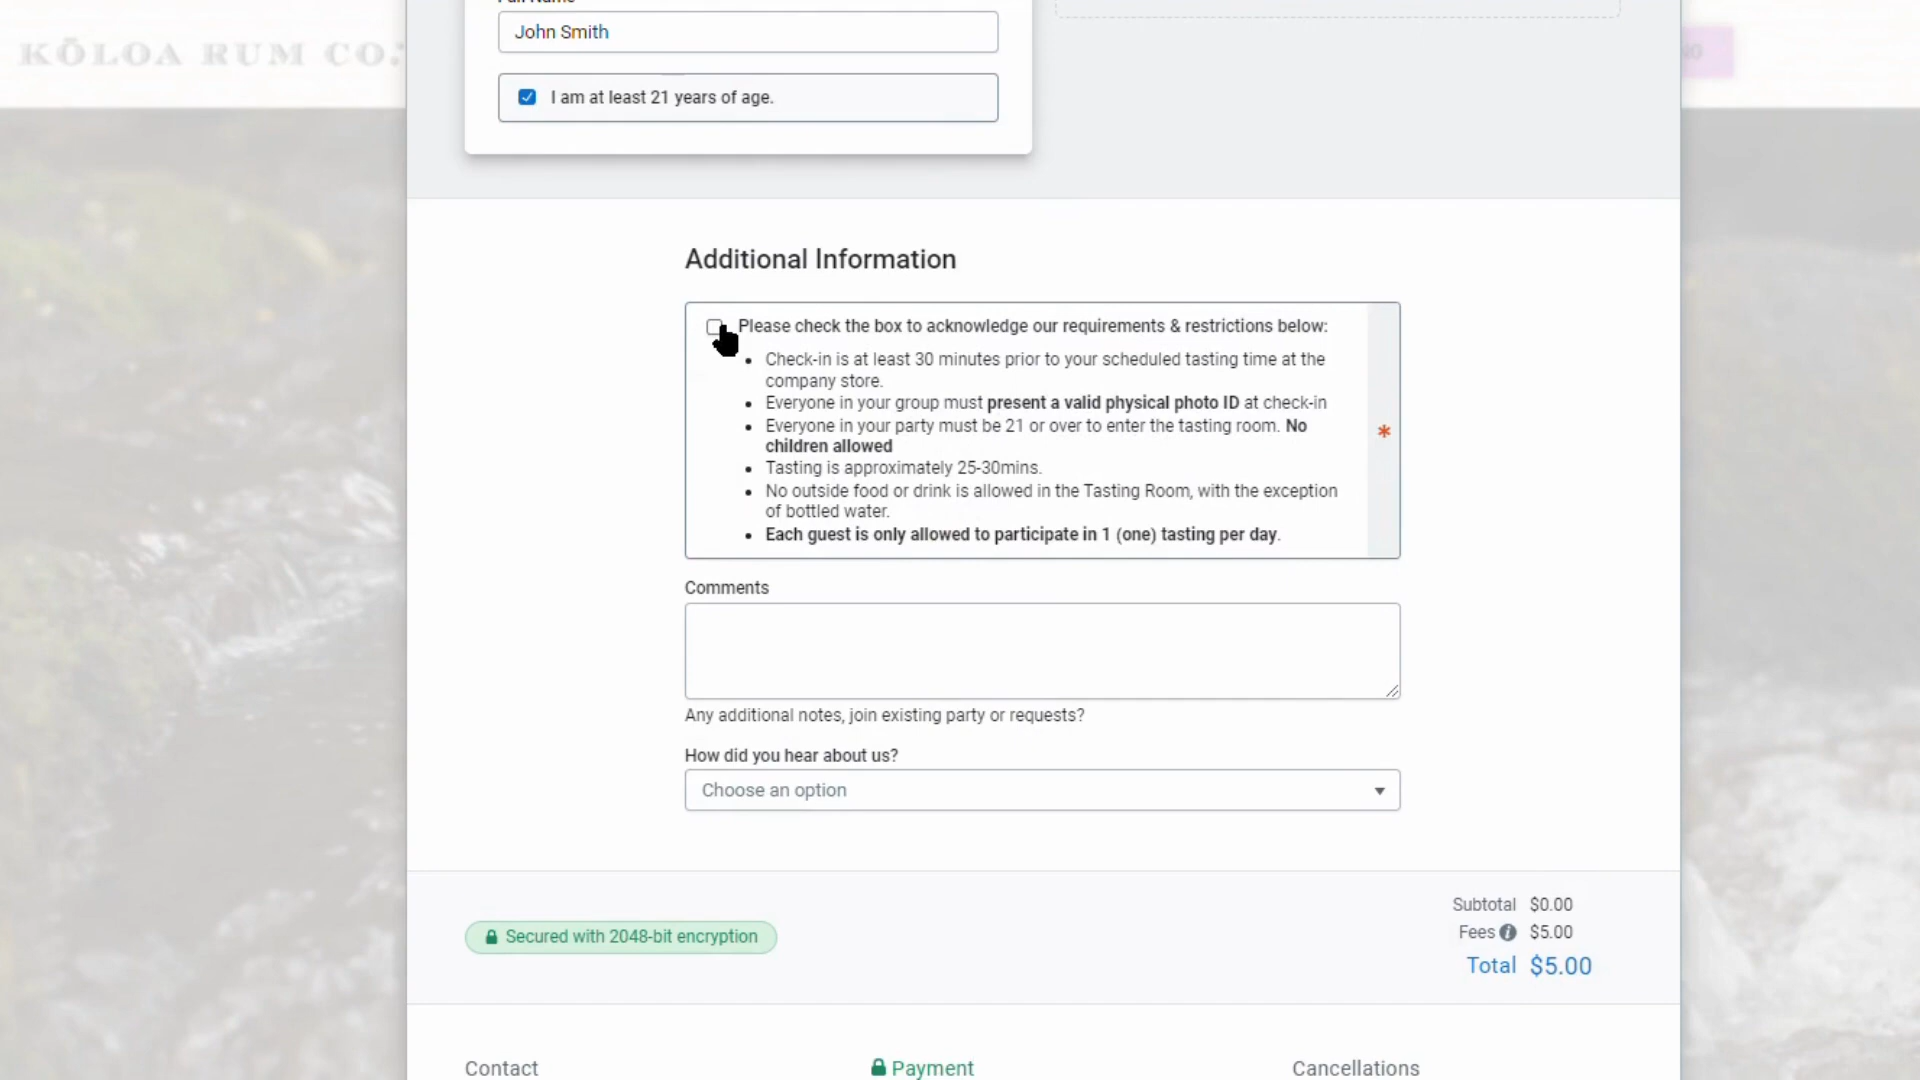 KŌLOA RUM CO.
John Smith
I am at least 21 years of age.
Additional Information
Please check the box to acknowledge our requirements & restrictions below:
• Check-in is at least 30 minutes prior to your scheduled tasting time at the
company store.
• Everyone in your group must present a valid physical photo ID at check-in
• Everyone in your party must be 21 or over to enter the tasting room. No
children allowed
• Tasting is approximately 25-30mins.
• No outside food or drink is allowed in the Tasting Room, with the exception
of bottled water.
• Each guest is only allowed to participate in 1 (one) tasting per day.
*
Comments
Any additional notes, join existing party or requests?
How did you hear about us?
Choose an option
Secured with 2048-bit encryption
Subtotal $0.00
Fees $5.00
Total $5.00
Contact
Payment
Cancellations